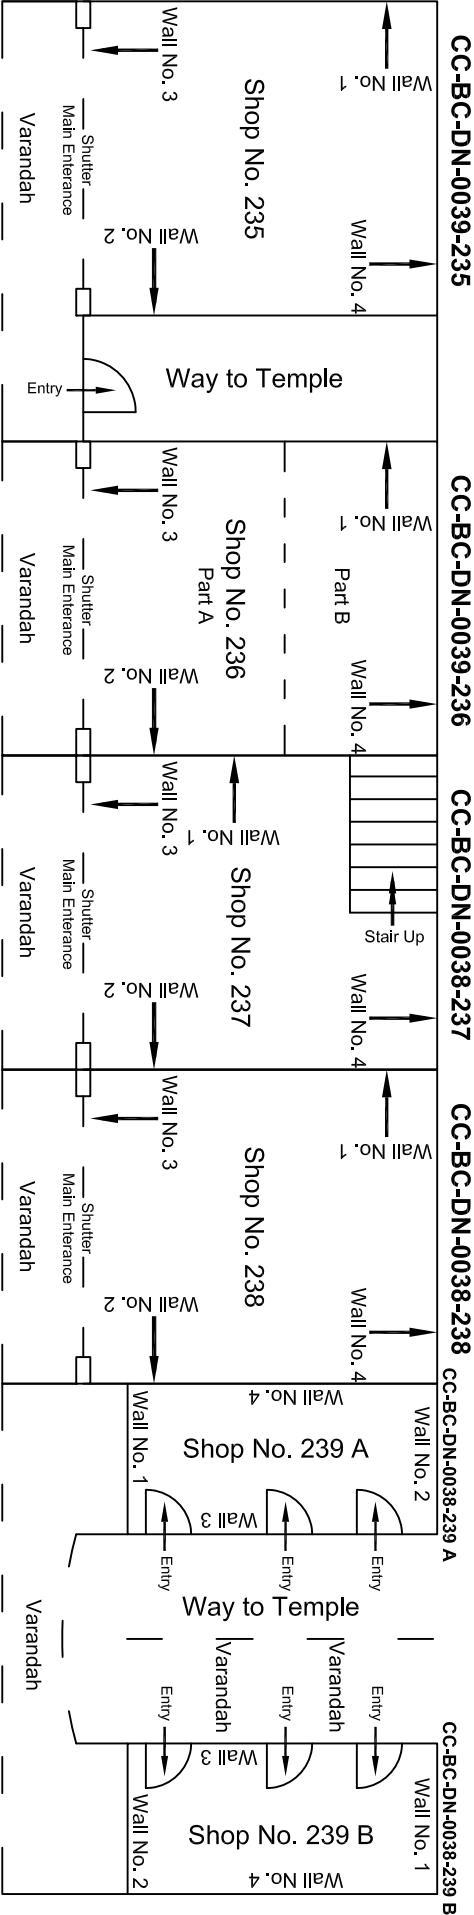 CC-BC-DN-0039-235
Wall No. 1
Wall No. 3
Shop No. 235
Wall No. 4
Wall No. 2
Shutter
Main Enterance
Varandah
Way to Temple
Entry
CC-BC-DN-0039-236
Wall No. 1
Wall No. 3
Part B
Shop No. 236
Part A
Wall No. 4
Wall No. 2
Shutter
Main Enterance
Varandah
CC-BC-DN-0038-237
Wall No. 1
Wall No. 3
Stair Up
Shop No. 237
Wall No. 4
Wall No. 2
Shutter
Main Enterance
Varandah
CC-BC-DN-0038-238
Wall No. 1
Wall No. 3
Shop No. 238
Wall No. 4
Wall No. 2
Shutter
Main Enterance
Varandah
CC-BC-DN-0038-239 A
Wall No. 4
Wall No. 2
Wall No. 1
Shop No. 239 A
Wall 3
Entry
Entry
Entry
Way to Temple
Varandah
Varandah
Varandah
Entry
Entry
Entry
CC-BC-DN-0038-239 B
Wall 3
Wall No. 1
Wall No. 2
Shop No. 239 B
Wall No. 4